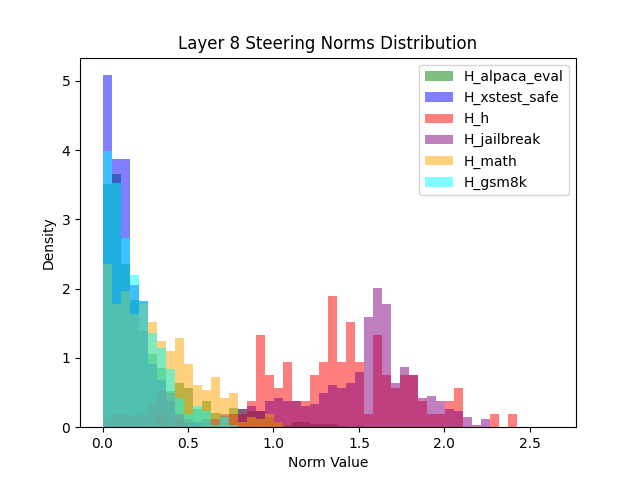 Layer 8 Steering Norms Distribution
H_alpaca_eval
H_xstest_safe
H_h
H_jailbreak
H_math
H_gsm8k
5
4
3
2
1
0
Density
0.0 0.5 1.0 1.5 2.0 2.5
Norm Value